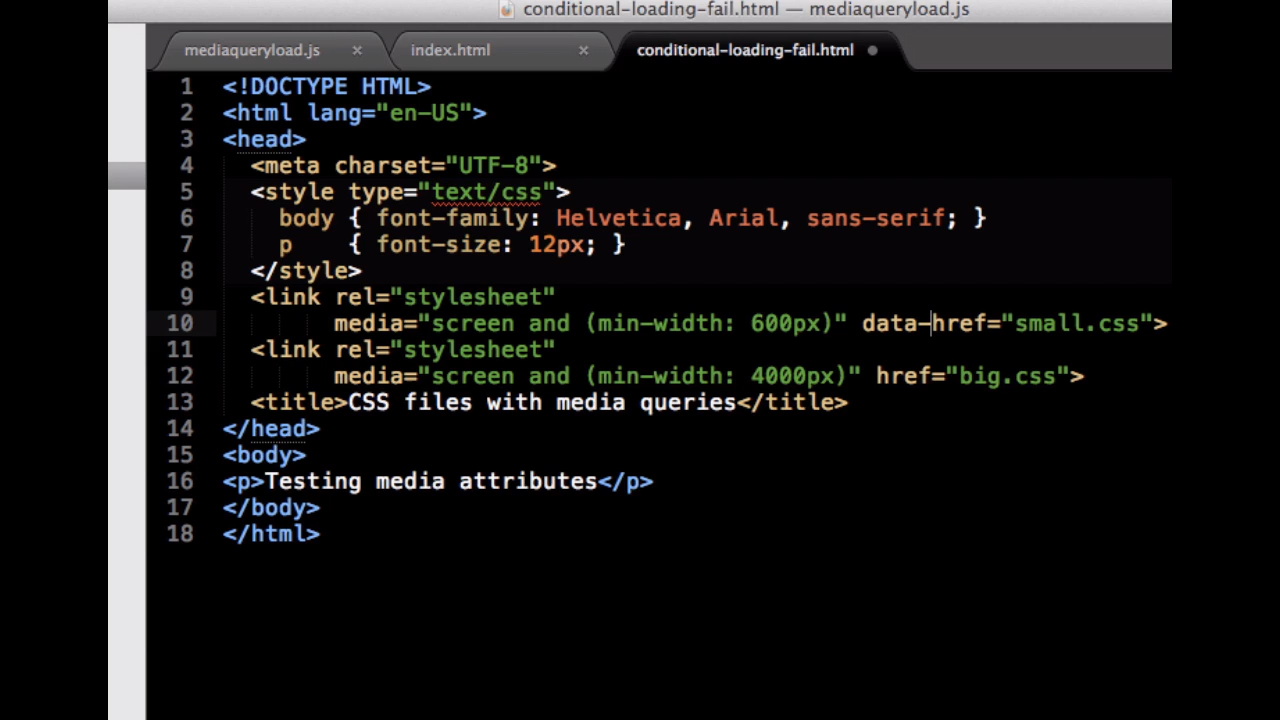 conditional-loading-fail.html — mediaqueryload.js
mediaqueryload.js × index.html × conditional-loading-fail.html
1 <!DOCTYPE HTML>
2 <html lang="en-US">
3 <head>
4 <meta charset="UTF-8">
5 <style type="text/css">
6 body { font-family: Helvetica, Arial, sans-serif; }
7 p { font-size: 12px; }
8 </style>
9 <link rel="stylesheet"
10 media="screen and (min-width: 600px)" data-href="small.css">
11 <link rel="stylesheet"
12 media="screen and (min-width: 4000px)" href="big.css">
13 <title>CSS files with media queries</title>
14 </head>
15 <body>
16 <p>Testing media attributes</p>
17 </body>
18 </html>